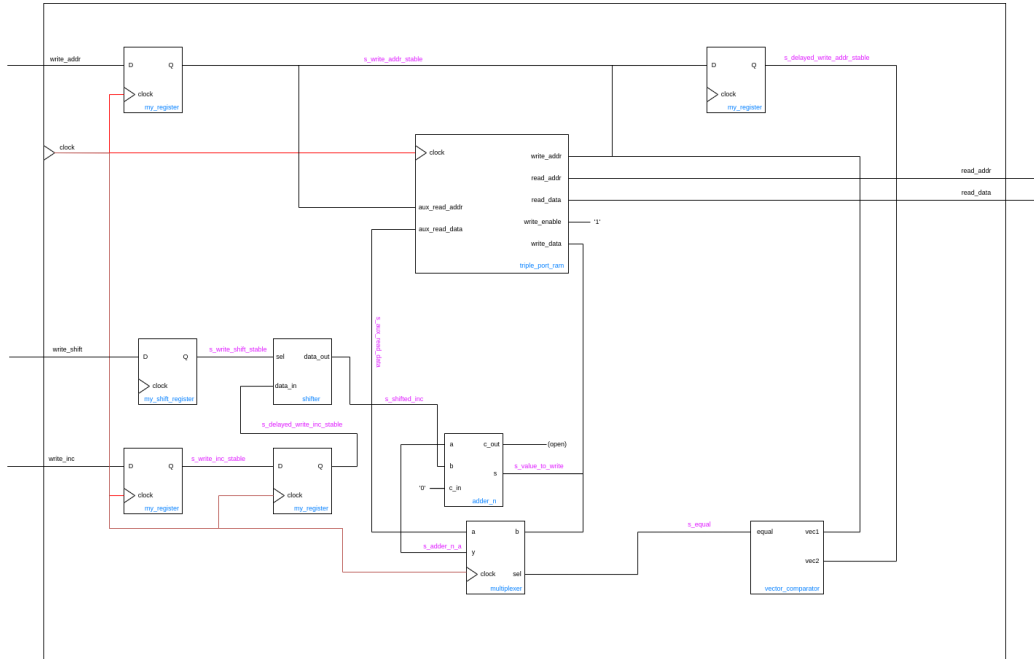 write_addr
D
Q
clock
my_register
s_write_addr_stable
D
Q
clock
my_register
s_delayed_write_addr_stable
clock
clock
write_addr
read_addr
aux_read_addr
read_data
aux_read_data
write_enable
'1'
write_data
triple_port_ram
read_addr
read_data
write_shift
D
Q
clock
my_shift_register
s_write_shift_stable
sel
data_out
data_in
shifter
s_aux_read_data
s_shifted_inc
s_delayed_write_inc_stable
write_inc
D
Q
clock
my_register
s_write_inc_stable
D
Q
clock
my_register
a
c_out
(open)
b
s
s_value_to_write
'0'
c_in
adder_n
s_adder_n_a
a
b
y
clock
sel
multiplexer
s_equal
equal
vec1
vec2
vector_comparator